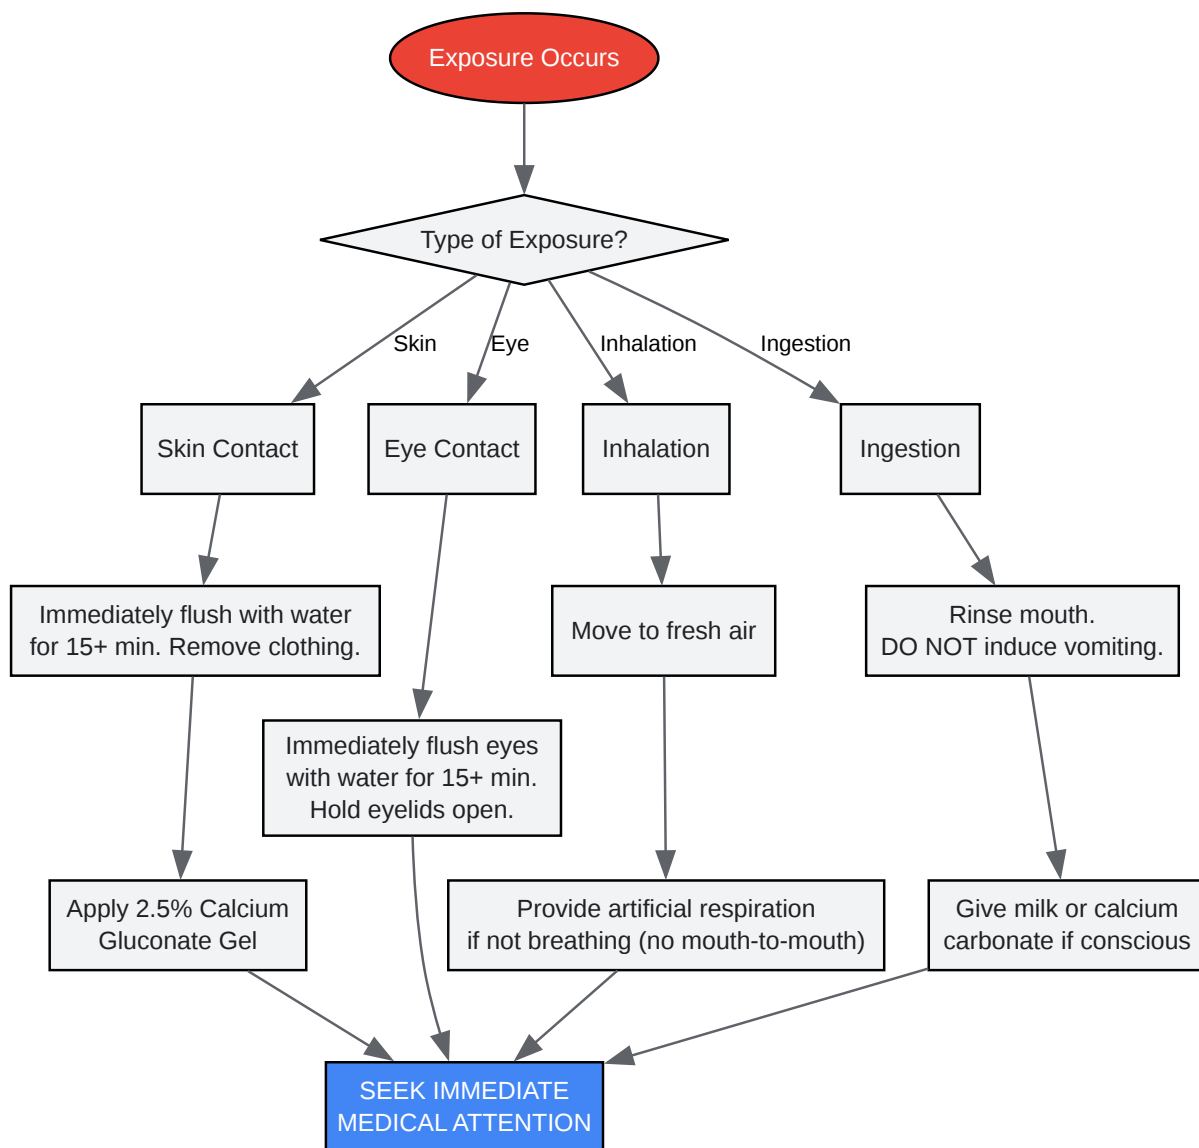 Exposure Occurs
Type of Exposure?
Skin
Eye
Inhalation
Ingestion
Skin Contact
Eye Contact
Inhalation
Ingestion
Immediately flush with water
for 15+ min. Remove clothing.
Move to fresh air
Rinse mouth.
DO NOT induce vomiting.
Immediately flush eyes
with water for 15+ min.
Hold eyelids open.
Apply 2.5% Calcium
Gluconate Gel
Provide artificial respiration
if not breathing (no mouth-to-mouth)
Give milk or calcium
carbonate if conscious
SEEK IMMEDIATE
MEDICAL ATTENTION